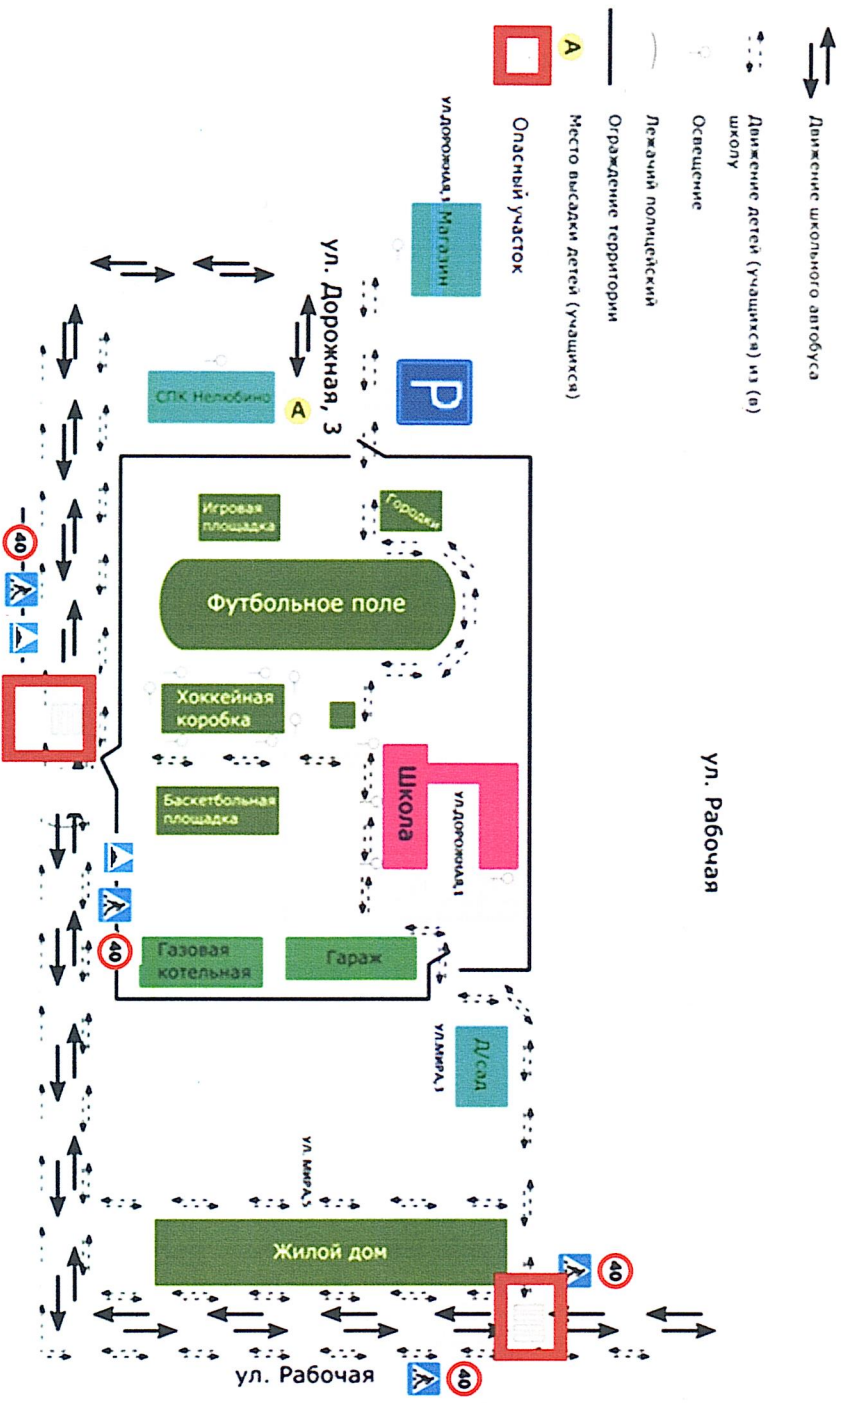 Движение школьного автобуса
Движение детей (учащихся) из (в)
школу
Освещение
Лежачий полицейский
Ограждение территории
А
Место высадки детей (учащихся)
Опасный участок
ул. Рабочая
ул.ДОРОЖНАЯ,1
Магазин
P
ул. Дорожная, 3
А
СПК Нелюбино
Городки
Игровая
площадка
Футбольное поле
Хоккейная
коробка
Школа
ул.ДОРОЖНАЯ,1
Баскетбольная
площадка
Газовая
котельная
Гараж
Д/сад
ул.МИРА,3
ул. МИРА,5
Жилой дом
ул. Рабочая
40
40
40
40